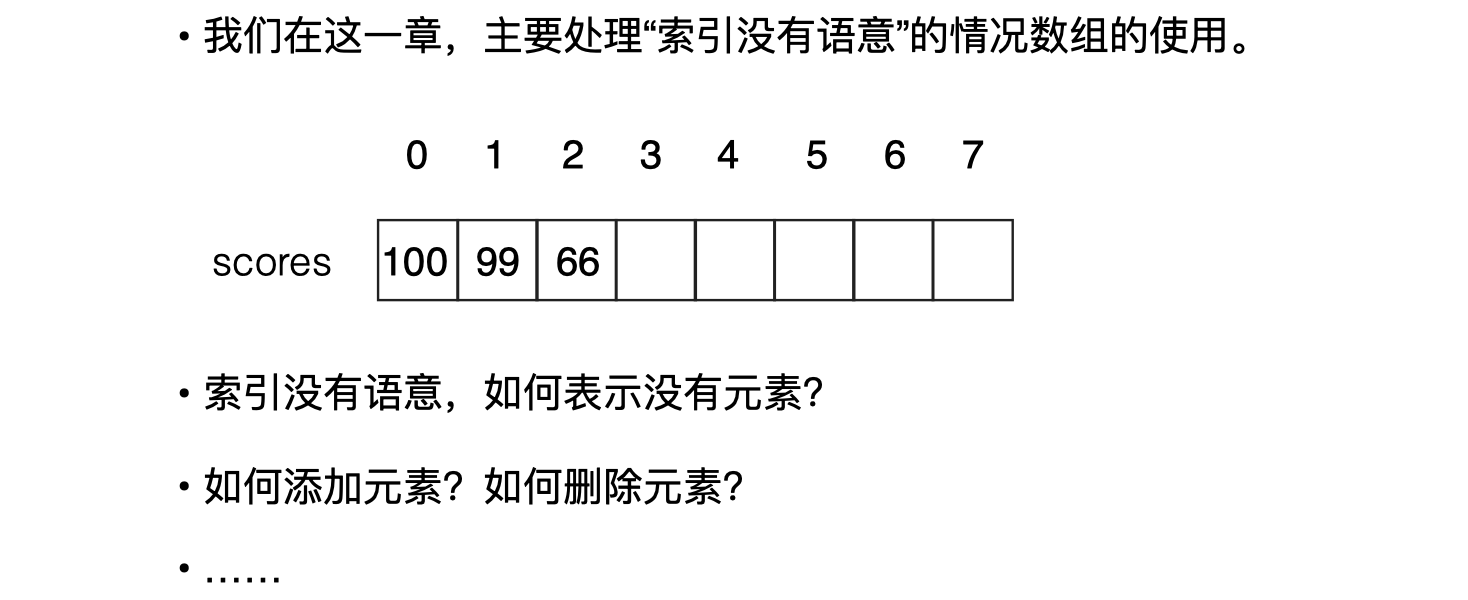 • 我们在这一章，主要处理“索引没有语意”的情况数组的使用。
0 1 2 3 4 5 6 7
scores 100 99 66
• 索引没有语意，如何表示没有元素？
• 如何添加元素？如何删除元素？
• ……